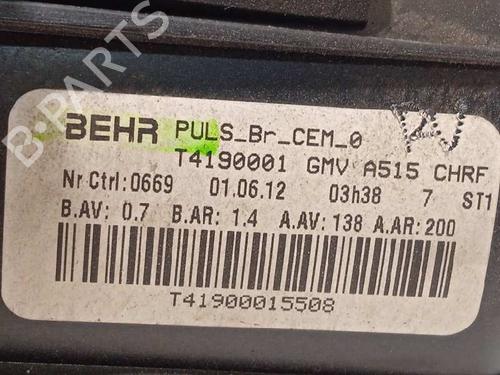 B-PARTS
BEHR PULS_Br_CEM_0
T4190001 GMV A515 CHRF
Nr Ctrl:0669 01.06.12 03h38 7 ST1
B.AV: 0.7 B.AR: 1.4 A.AV: 138 A.AR: 200
T41900015508